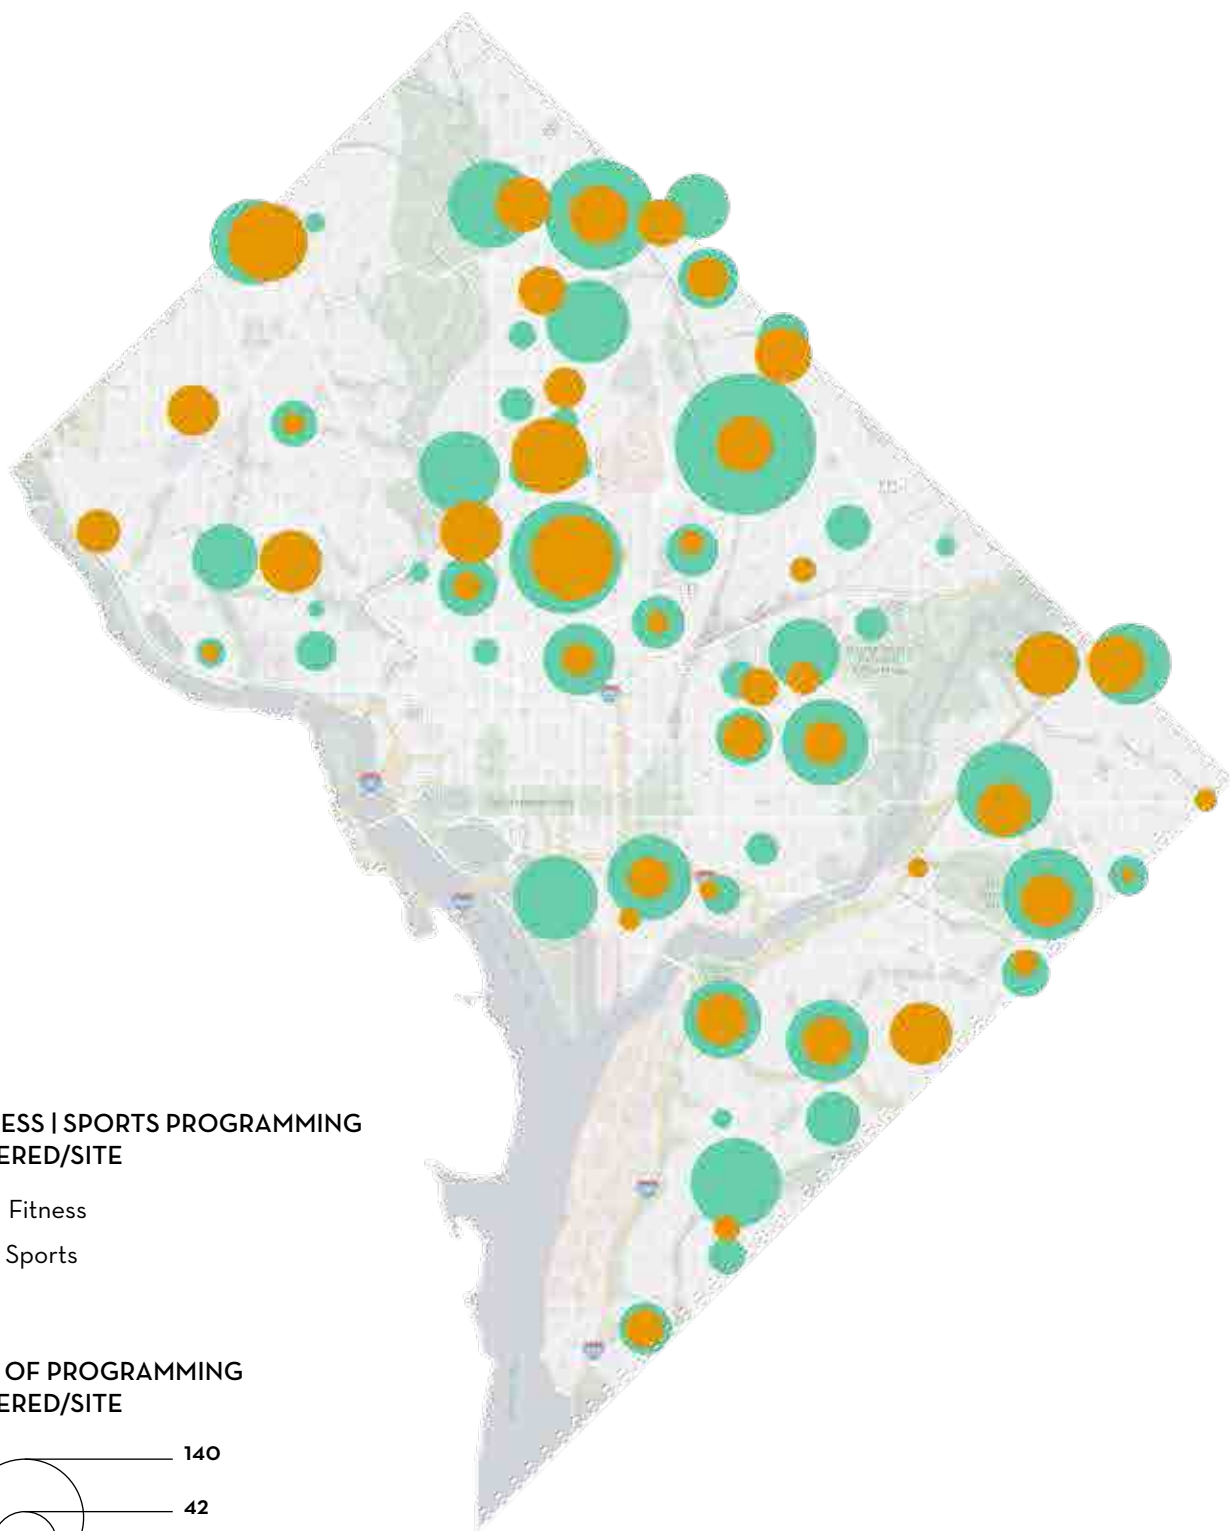 ESS | SPORTS PROGRAMMING
ERED/SITE
Fitness
Sports
OF PROGRAMMING
ERED/SITE
140
42